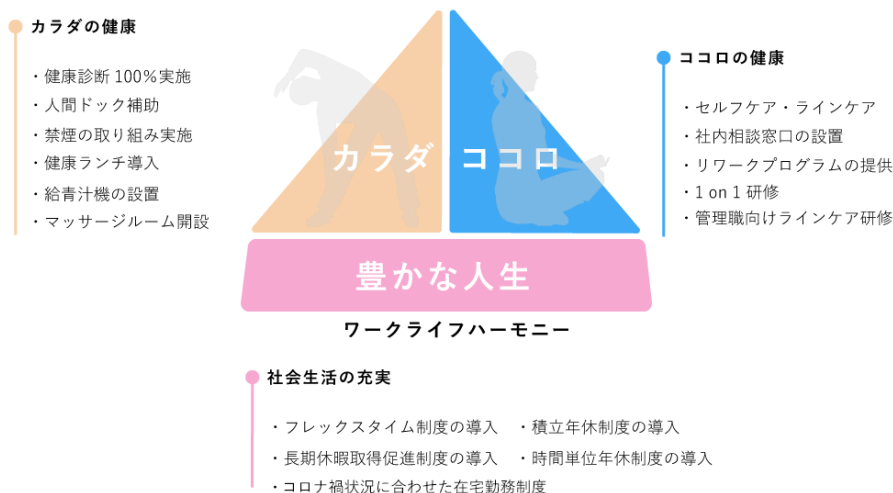 カラダの健康
・健康診断 100%実施
・人間ドック補助
・禁煙の取り組み実施
・健康ランチ導入
・給青汁機の設置
・マッサージルーム開設
カラダ
ココロ
ココロの健康
・セルフケア・ラインケア
・社内相談窓口の設置
・リワークプログラムの提供
・1 on 1 研修
・管理職向けラインケア研修
豊かな人生
ワークライフハーモニー
社会生活の充実
・フレックスタイム制度の導入 ・積立年休制度の導入
・長期休暇取得促進制度の導入 ・時間単位年休制度の導入
・コロナ禍状況に合わせた在宅勤務制度